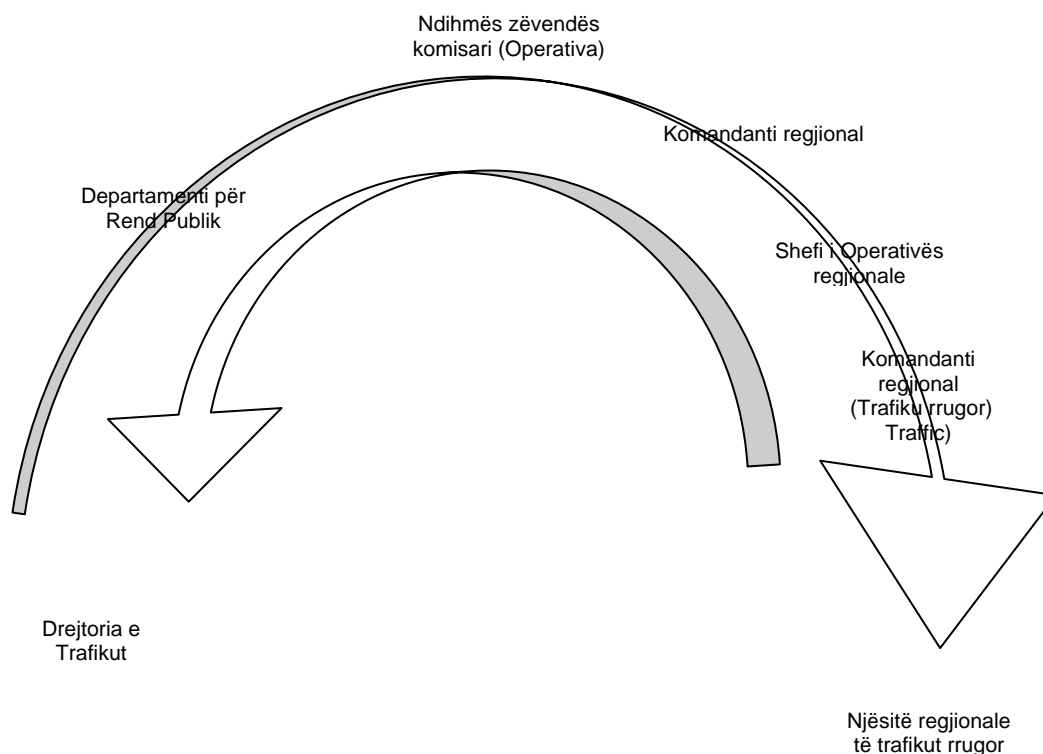 Ndihmës zëvendës
komisari (Operativa)
Komandanti regjional
Departamenti për
Rend Publik
Shefi i Operativës
regjionale
Komandanti
regjional
(Trafiku rrugor)
Traffic)
Drejtoria e
Trafikut
Njësitë regjionale
të trafikut rrugor